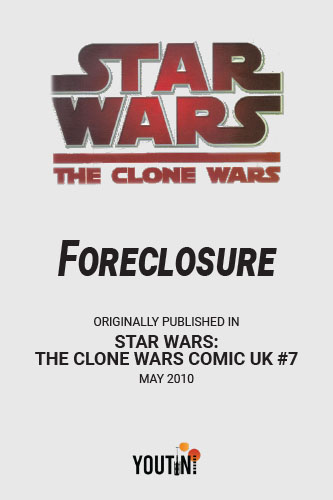 STAR
WARS
THE CLONE WARS
FORECLOSURE
ORIGINALLY PUBLISHED IN
STAR WARS:
THE CLONE WARS COMIC UK #7
MAY 2010
YOUTINI